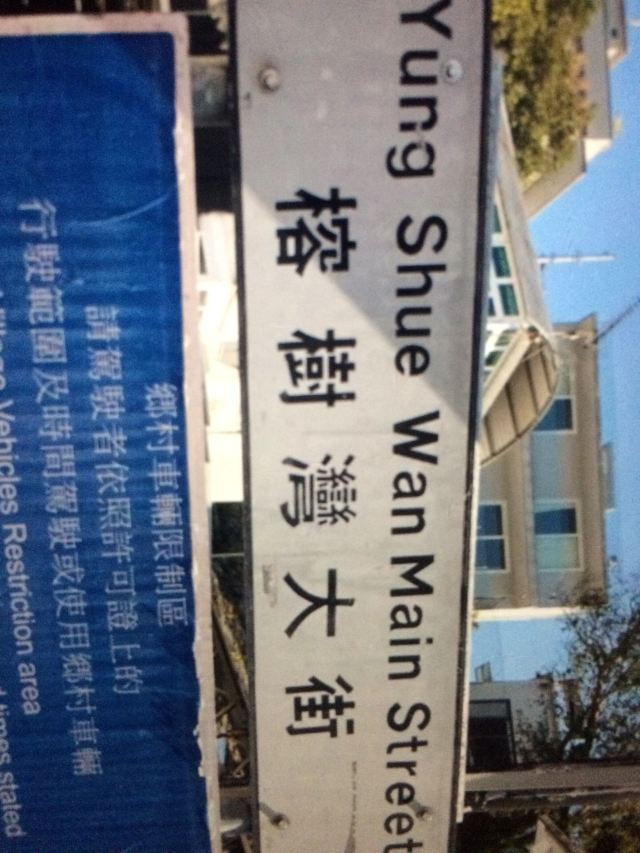 Yung Shue Wan Main Street
榕樹灣大街
鄉村車輛限制區
請駕駛者依照許可證上的
行駛範圍及時間駕駛或使用鄉村車輛
Village Vehicles Restriction area
times stated